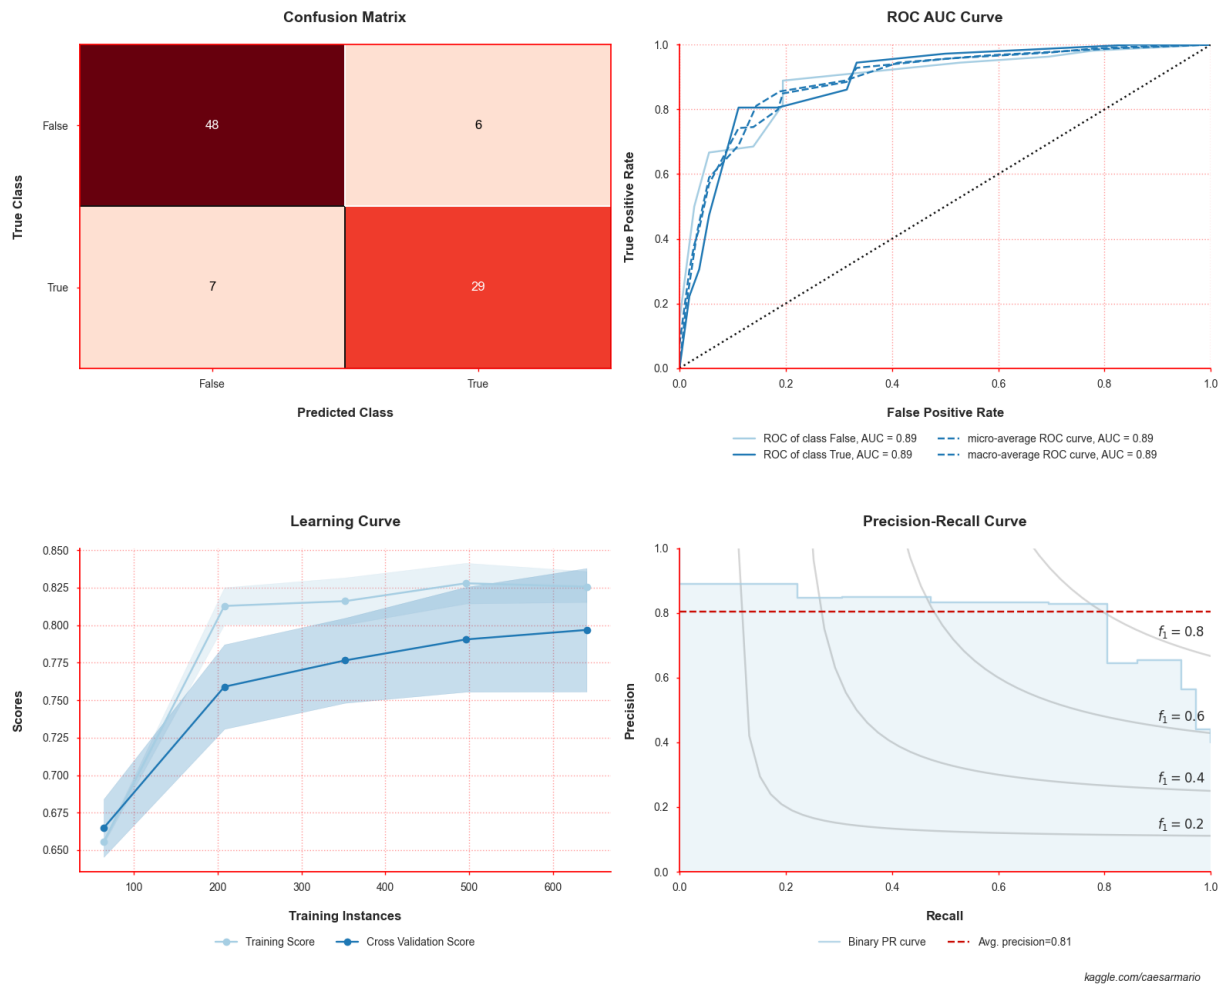 Confusion Matrix
True Class
False
48
6
True
7
29
False
True
Predicted Class
ROC AUC Curve
True Positive Rate
1.0
0.8
0.6
0.4
0.2
0.0
0.0
0.2
0.4
0.6
0.8
1.0
False Positive Rate
ROC of class False, AUC = 0.89
ROC of class True, AUC = 0.89
micro-average ROC curve, AUC = 0.89
macro-average ROC curve, AUC = 0.89
Learning Curve
Scores
0.850
0.825
0.800
0.775
0.750
0.725
0.700
0.675
0.650
100
200
300
400
500
600
Training Instances
Training Score
Cross Validation Score
Precision-Recall Curve
Precision
1.0
0.8
0.6
0.4
0.2
0.0
f₁ = 0.8
f₁ = 0.6
f₁ = 0.4
f₁ = 0.2
0.0
0.2
0.4
0.6
0.8
1.0
Recall
Binary PR curve
Avg. precision=0.81
kaggle.com/caesarmario